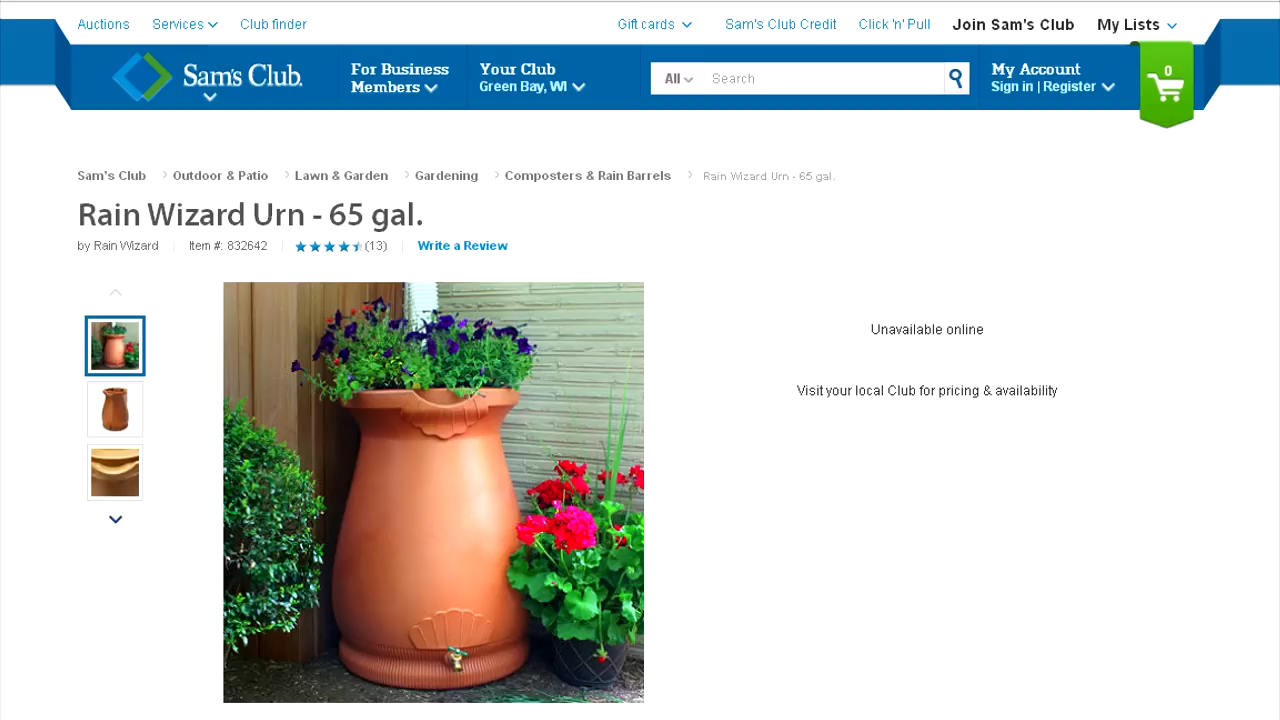 Auctions Services Club finder Gift cards Sam's Club Credit Click 'n' Pull Join Sam's Club My Lists
Sam's Club. For Business Members Your Club Green Bay, WI All Search My Account Sign in | Register 0
Sam's Club Outdoor & Patio Lawn & Garden Gardening Composters & Rain Barrels Rain Wizard Urn - 65 gal.
Rain Wizard Urn - 65 gal.
by Rain Wizard Item #: 832642 (13) Write a Review
Unavailable online
Visit your local Club for pricing & availability